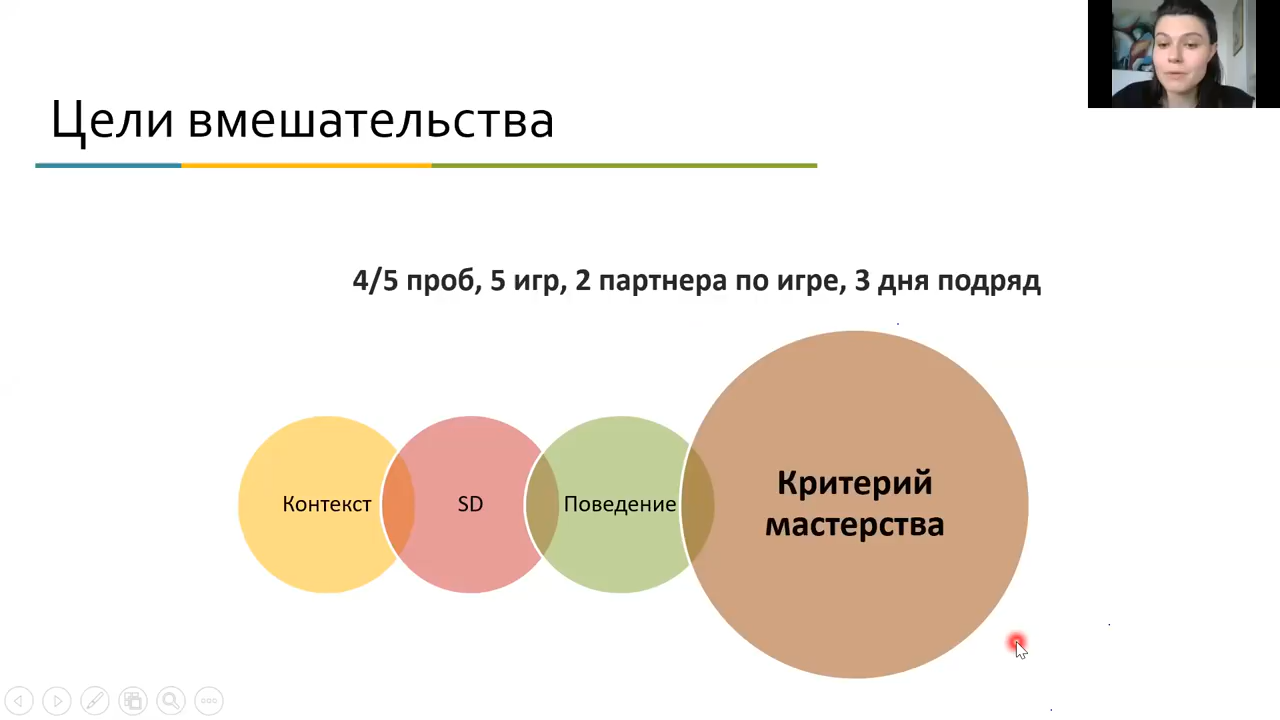 Цели вмешательства
4/5 проб, 5 игр, 2 партнера по игре, 3 дня подряд
Контекст
SD
Поведение
Критерий
мастерства